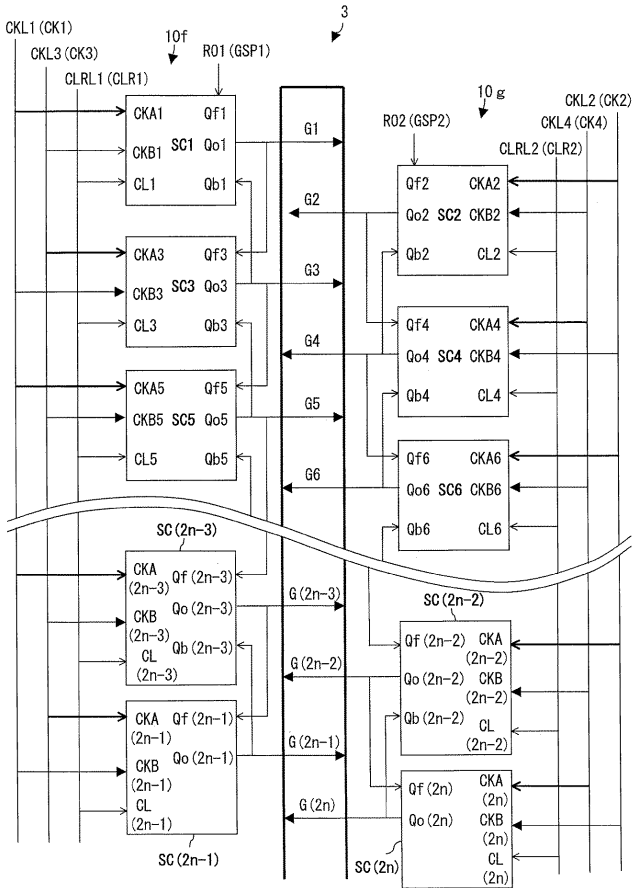 CKL1(CK1)
10f
RO1(GSP1)
3
CKL3(CK3)
CLRL1(CLR1)
10g
CKL2(CK2)
RO2(GSP2)
CKL4(CK4)
CLRL2(CLR2)
CKA1 Qf1
CKB1 SC1 Qo1
CL1 Qb1
G1
Qf2 CKA2
G2
Qo2 SC2 CKB2
Qb2 CL2
CKA3 Qf3
CKB3 SC3 Qo3
CL3 Qb3
G3
Qf4 CKA4
G4
Qo4 SC4 CKB4
Qb4 CL4
CKA5 Qf5
CKB5 SC5 Qo5
CL5 Qb5
G5
Qf6 CKA6
G6
Qo6 SC6 CKB6
Qb6 CL6
SC(2n-3)
CKA
(2n-3)
Qf(2n-3)
CKB
(2n-3)
Qo(2n-3)
CL
(2n-3)
Qb(2n-3)
G(2n-3)
SC(2n-2)
Qf(2n-2)
CKA
(2n-2)
G(2n-2)
Qo(2n-2)
CKB
(2n-2)
Qb(2n-2)
CL
(2n-2)
CKA
(2n-1)
Qf(2n-1)
CKB
(2n-1)
Qo(2n-1)
CL
(2n-1)
G(2n-1)
SC(2n-1)
Qf(2n)
CKA
(2n)
G(2n)
Qo(2n)
CKB
(2n)
CL
(2n)
SC(2n)